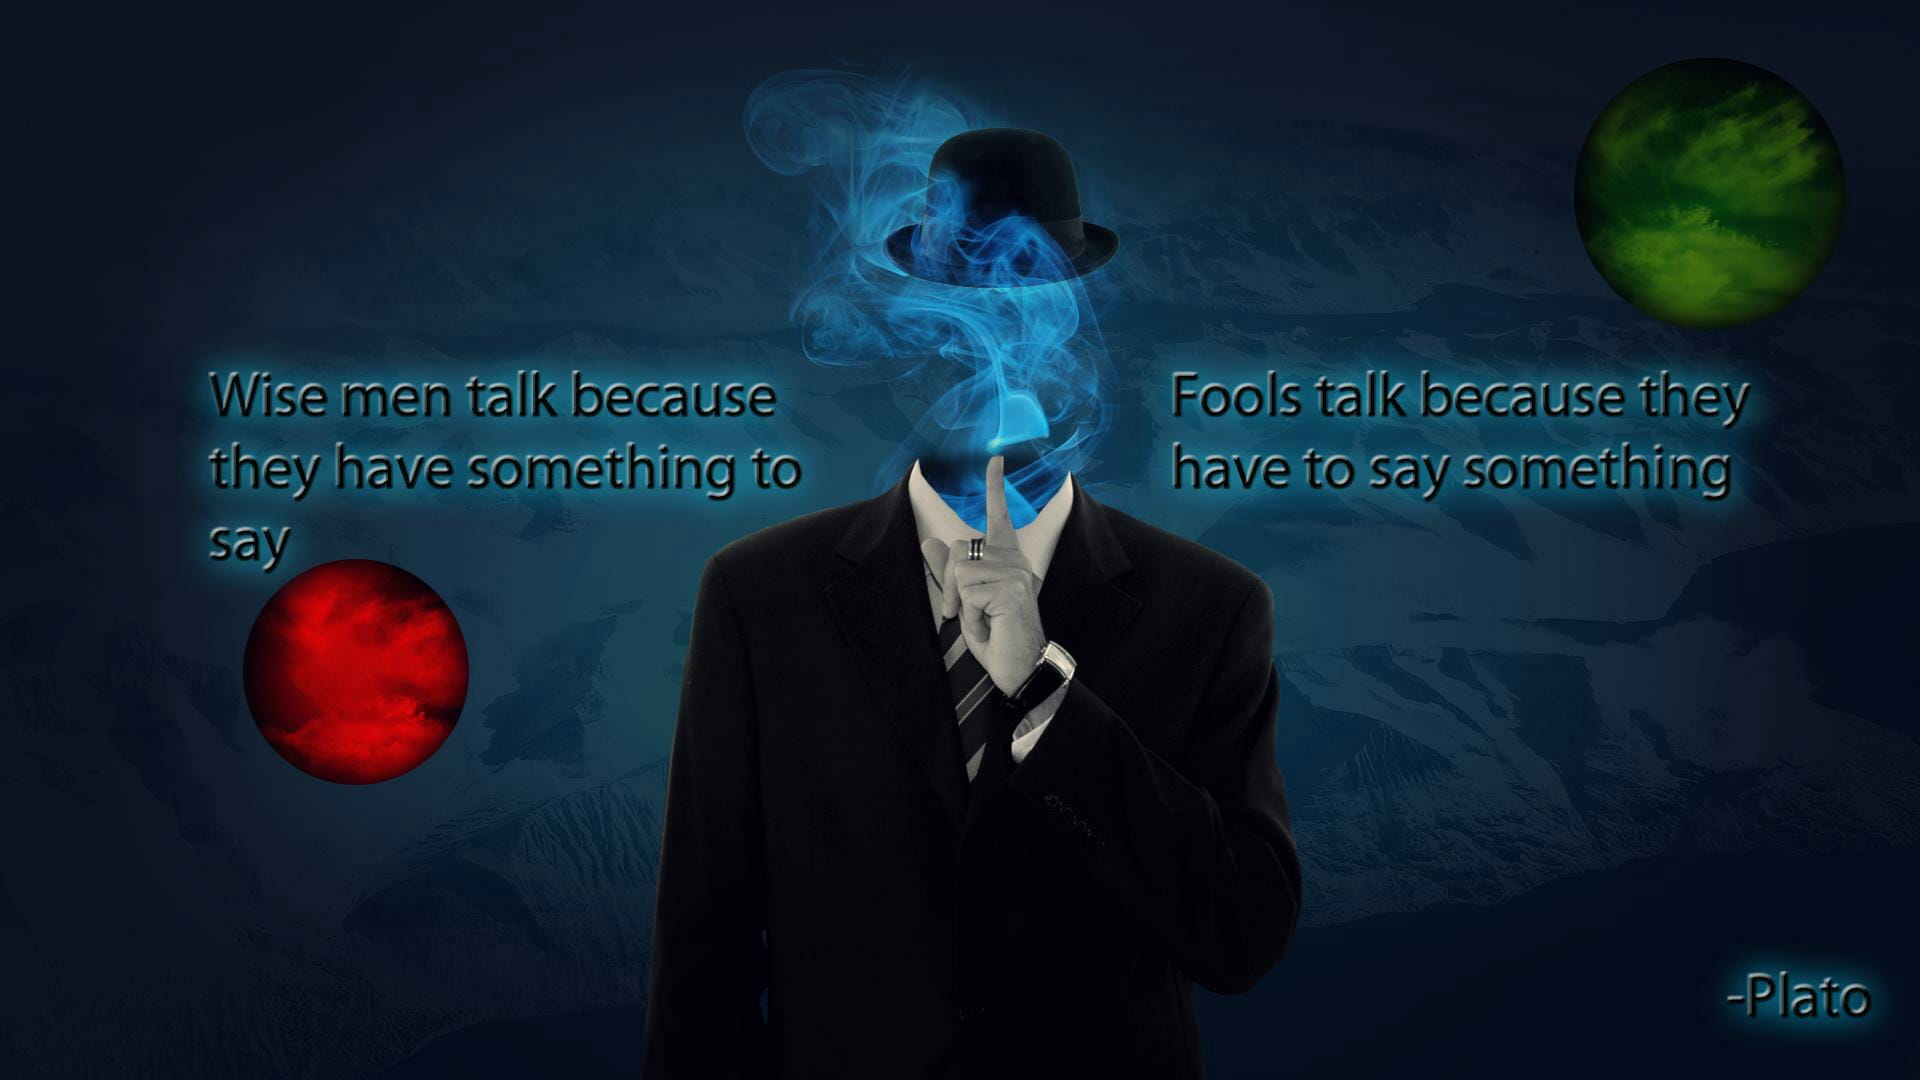 Wise men talk because
they have something to
say
Fools talk because they
have to say something
-Plato